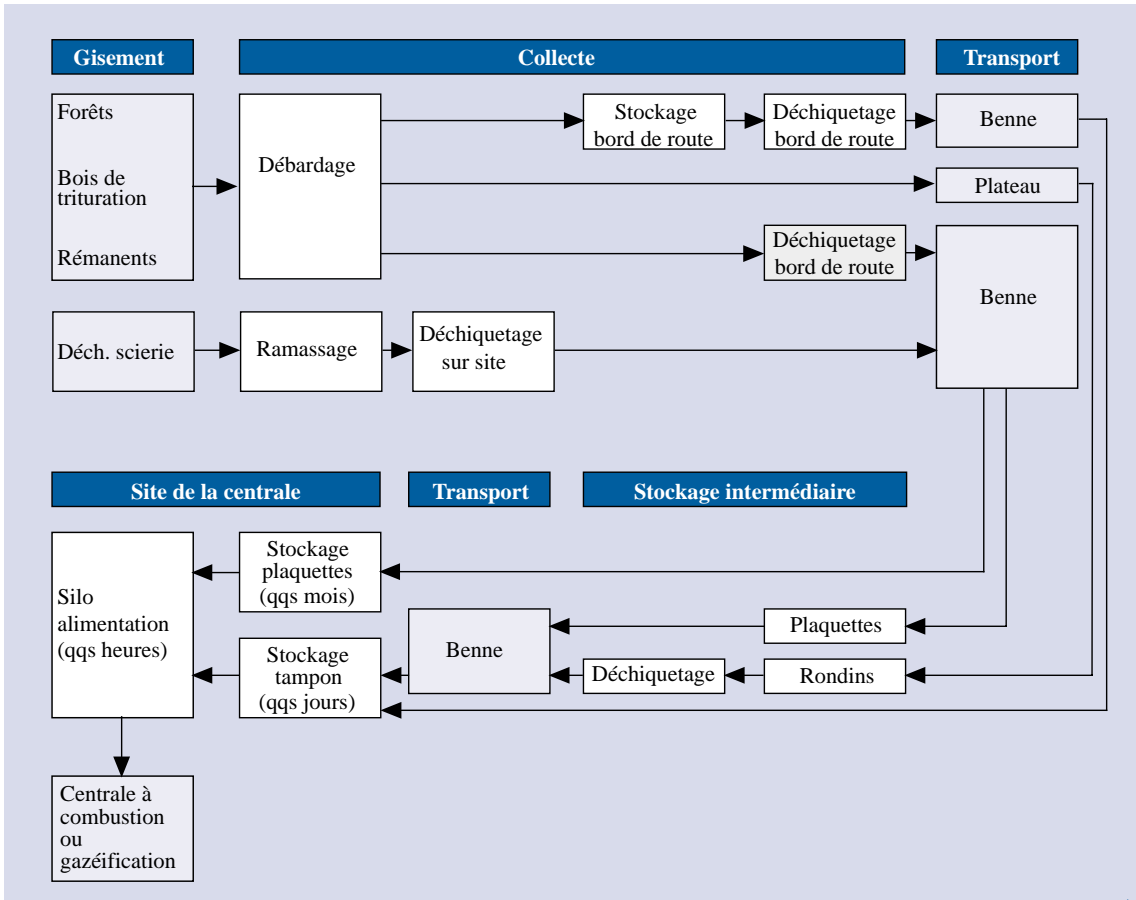 Gisement
Collecte
Transport
Forêts
Bois de
trituration
Rémanents
Débardage
Stockage
bord de route
Déchiquetage
bord de route
Benne
Plateau
Déchiquetage
bord de route
Benne
Déch. scierie
Ramassage
Déchiquetage
sur site
Site de la centrale
Transport
Stockage intermédiaire
Silo
alimentation
(qqs heures)
Stockage
plaquettes
(qqs mois)
Stockage
tampon
(qqs jours)
Benne
Plaquettes
Déchiquetage
Rondins
Centrale à
combustion
ou
gazéification